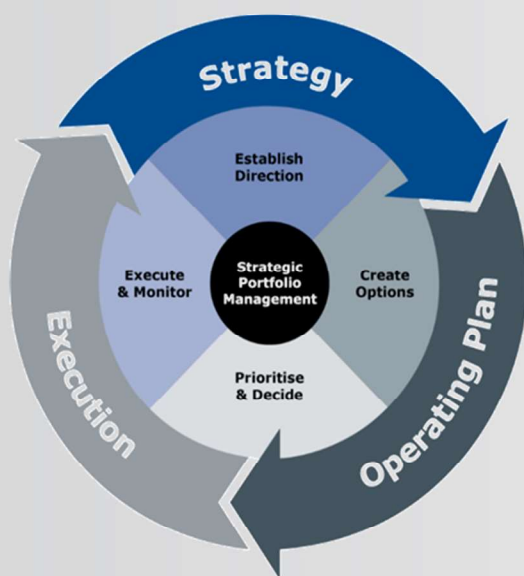 Strategy
Establish
Direction
Execute
& Monitor
Strategic
Portfolio
Management
Create
Options
Prioritise
& Decide
Execution
Operating Plan